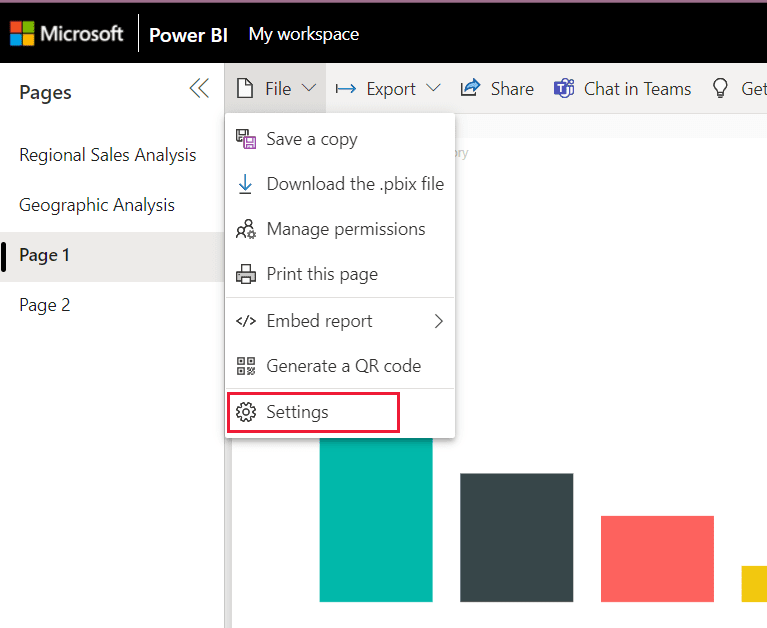 Microsoft Power BI My workspace
Pages
File Export Share Chat in Teams Get
Regional Sales Analysis
Geographic Analysis
Page 1
Page 2
Save a copy
Download the .pbix file
Manage permissions
Print this page
Embed report
Generate a QR code
Settings
ory